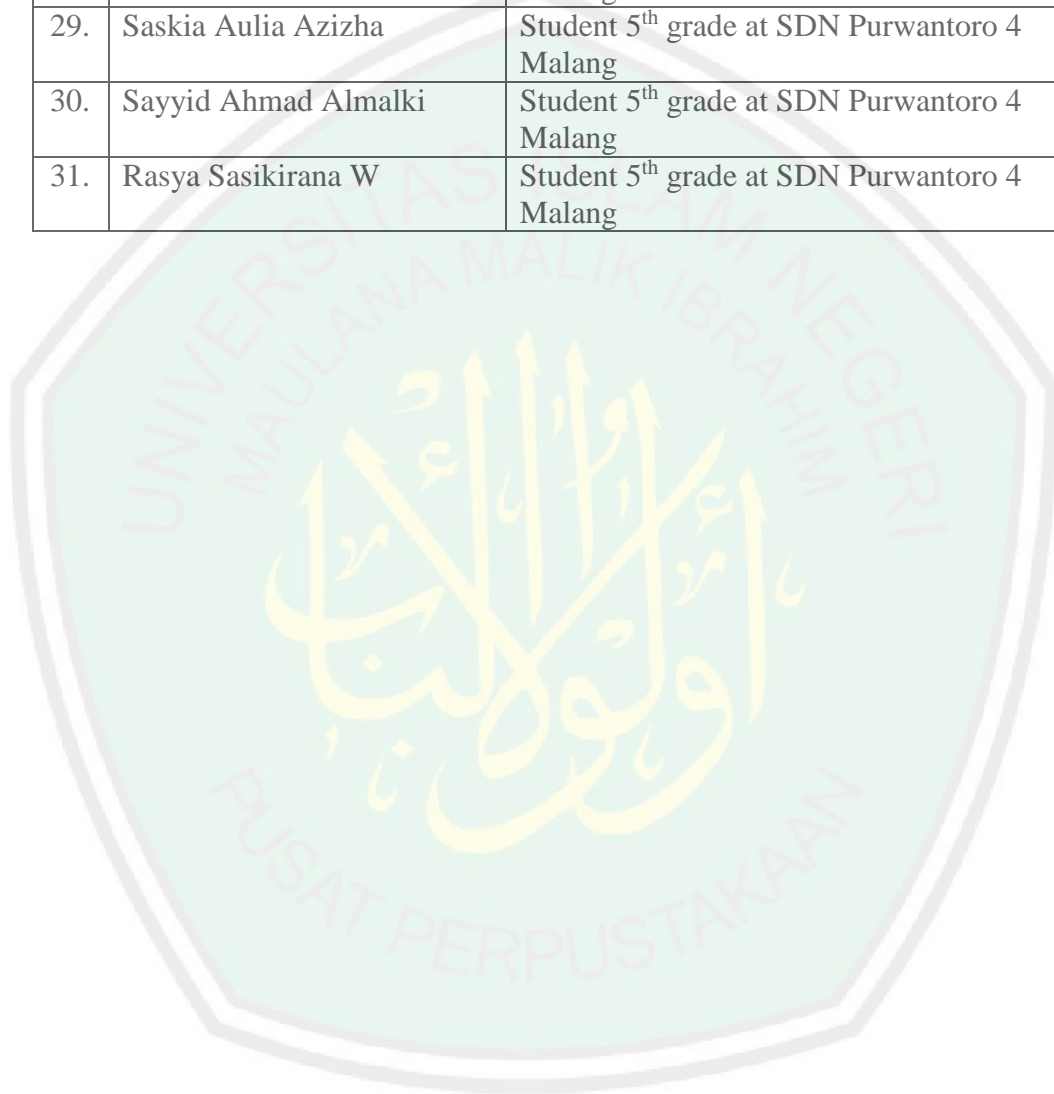 29. Saskia Aulia Azizha Student 5th grade at SDN Purwantoro 4
Malang
30. Sayyid Ahmad Almalki Student 5th grade at SDN Purwantoro 4
Malang
31. Rasya Sasikirana W Student 5th grade at SDN Purwantoro 4
Malang
UNIVERSITAS ISLAM NEGERI
MAULANA MALIK IBRAHIM
أولوا الألباب
PUSAT PERPUSTAKAAN